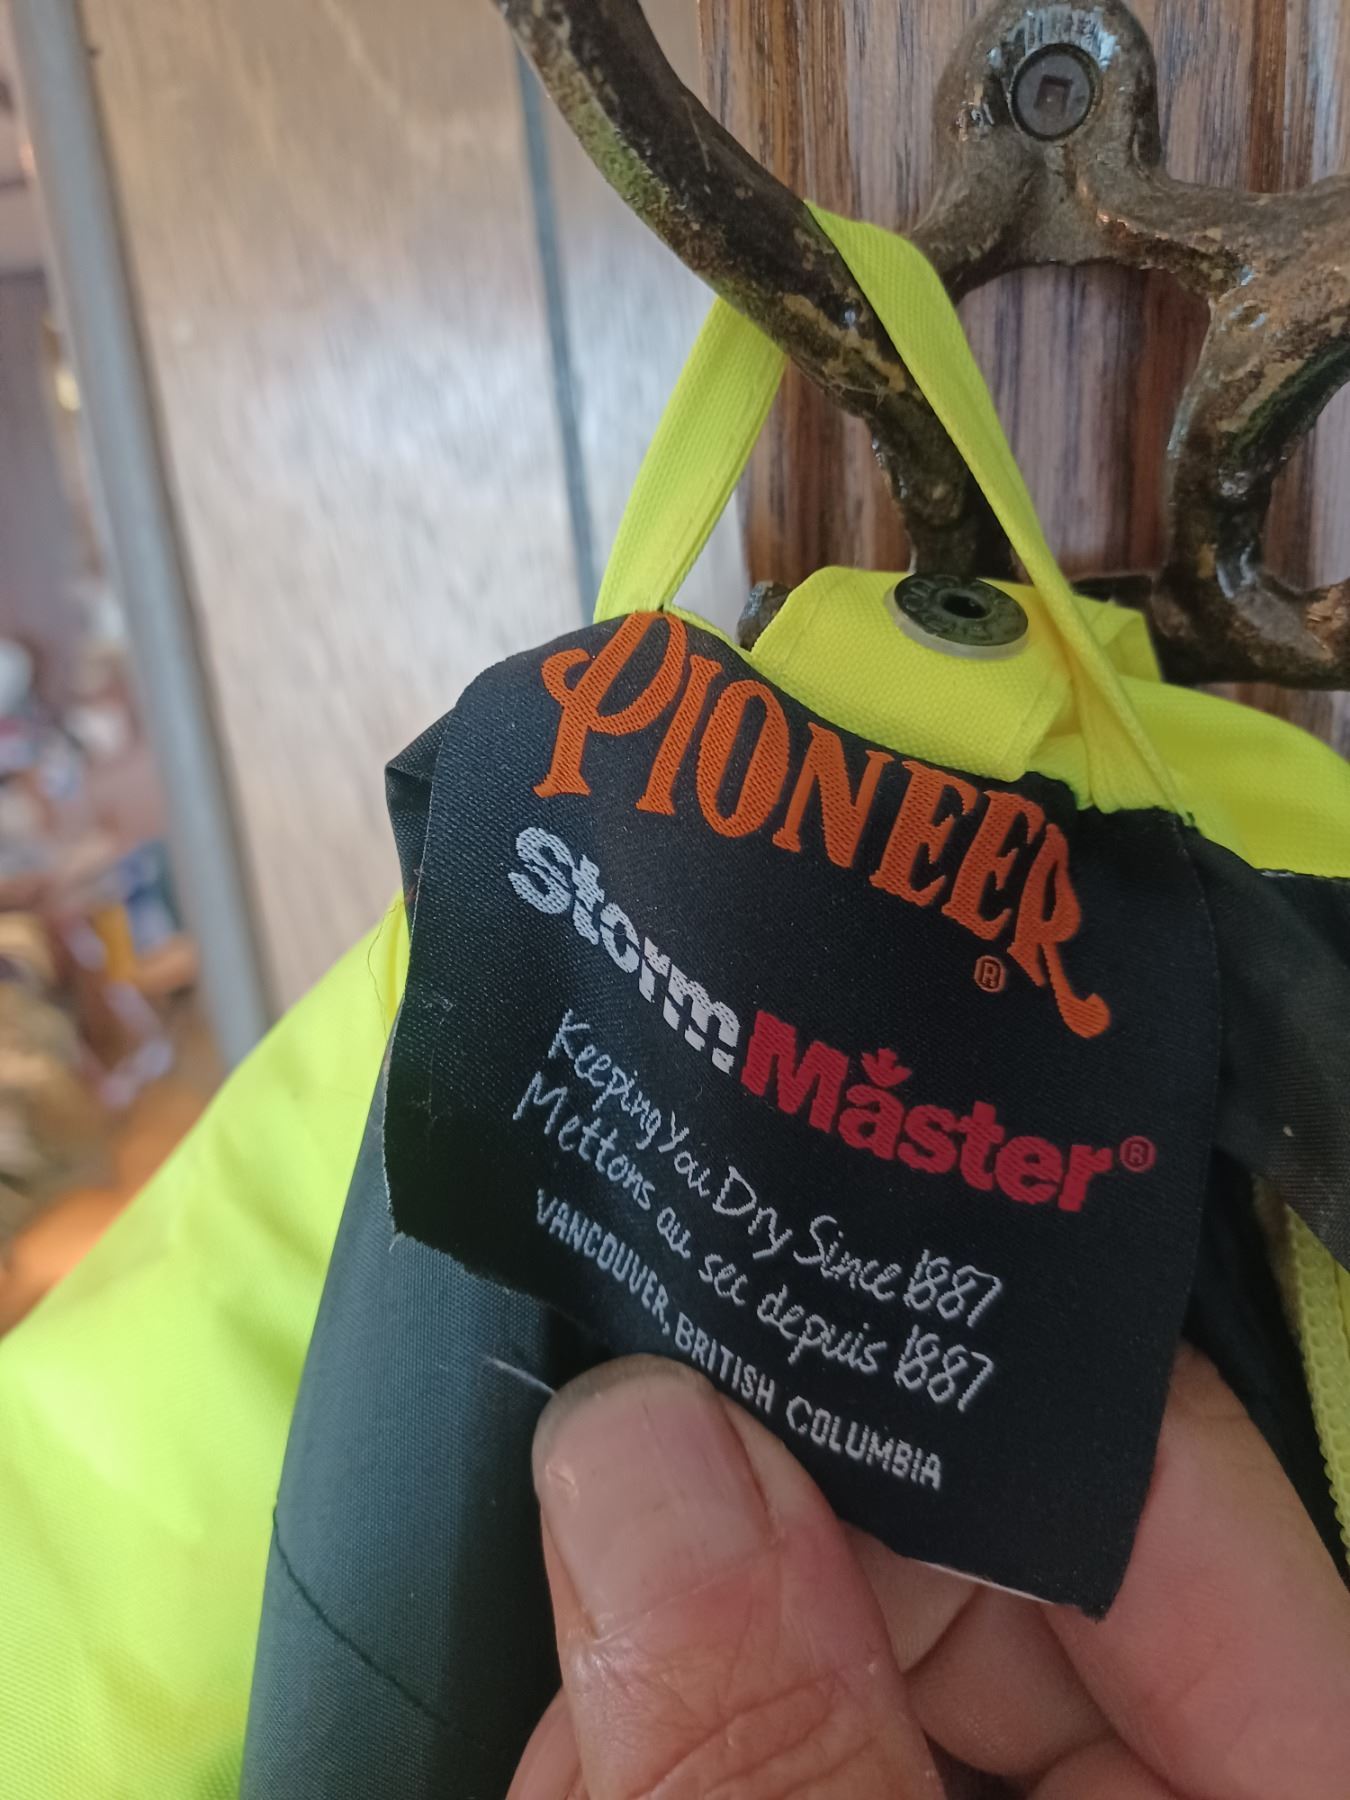 PIONEER®
StormMaster®
Keeping You Dry Since 1887
Mettons au sec depuis 1887
VANCOUVER, BRITISH COLUMBIA